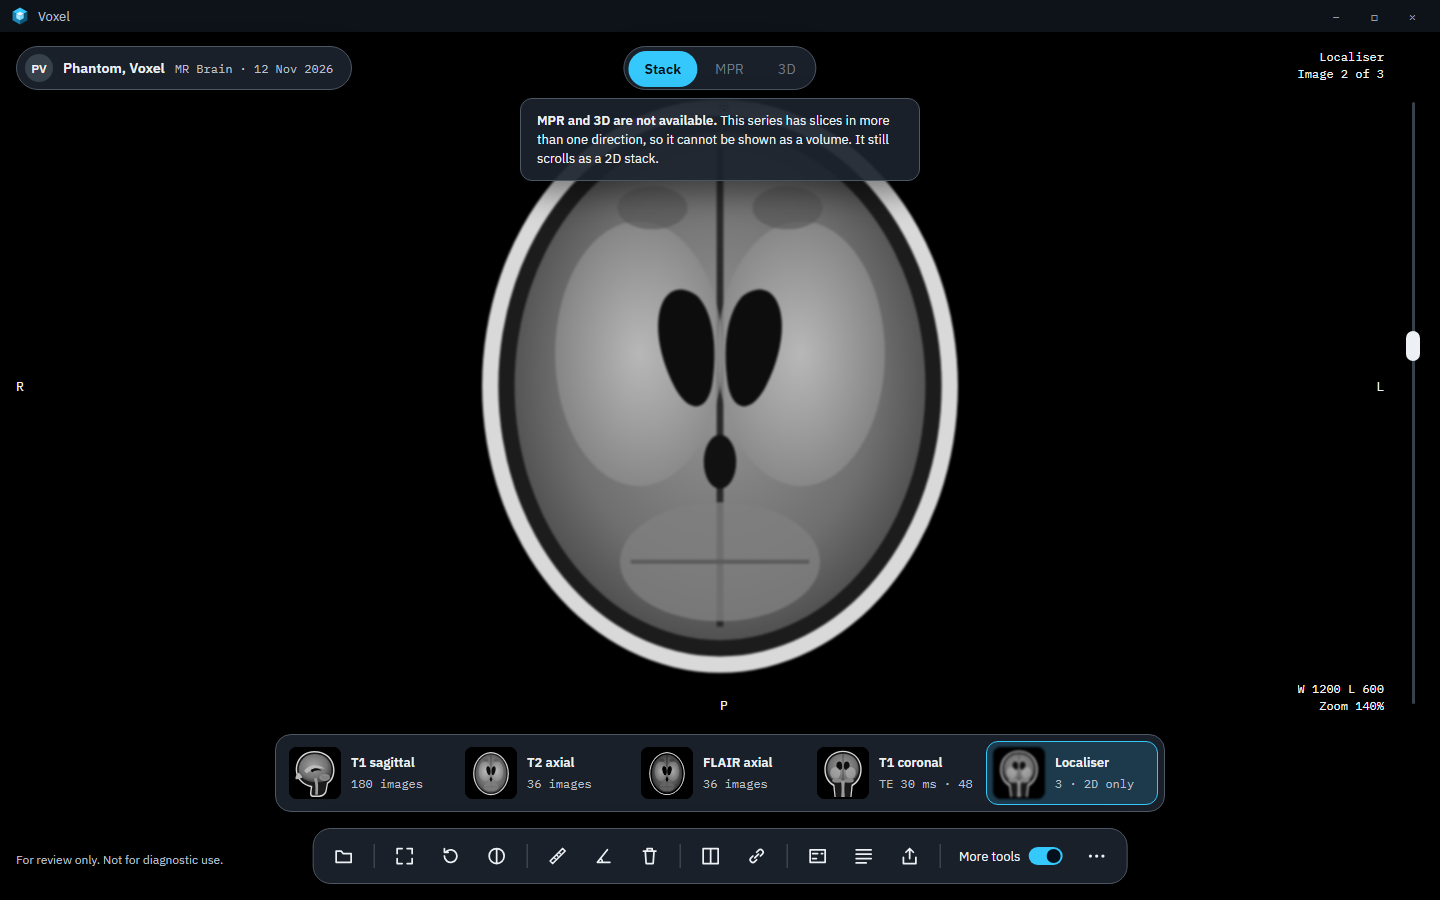 Voxel
PV Phantom, Voxel MR Brain · 12 Nov 2026
Stack MPR 3D
Localiser
Image 2 of 3
MPR and 3D are not available. This series has slices in more
than one direction, so it cannot be shown as a volume. It still
scrolls as a 2D stack.
R
L
W 1200 L 600
Zoom 140%
P
T1 sagittal
180 images
T2 axial
36 images
FLAIR axial
36 images
T1 coronal
TE 30 ms · 48
Localiser
3 · 2D only
For review only. Not for diagnostic use.
More tools